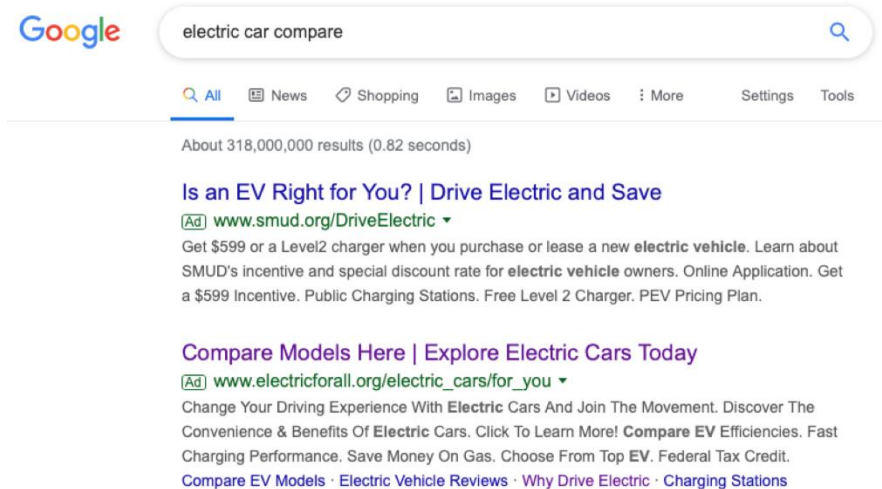 Google
electric car compare
All News Shopping Images Videos More Settings Tools
About 318,000,000 results (0.82 seconds)
Is an EV Right for You? | Drive Electric and Save
Ad www.smud.org/DriveElectric
Get $599 or a Level2 charger when you purchase or lease a new electric vehicle. Learn about
SMUD's incentive and special discount rate for electric vehicle owners. Online Application. Get
a $599 Incentive. Public Charging Stations. Free Level 2 Charger. PEV Pricing Plan.
Compare Models Here | Explore Electric Cars Today
Ad www.electricforall.org/electric_cars/for_you
Change Your Driving Experience With Electric Cars And Join The Movement. Discover The
Convenience & Benefits Of Electric Cars. Click To Learn More! Compare EV Efficiencies. Fast
Charging Performance. Save Money On Gas. Choose From Top EV. Federal Tax Credit.
Compare EV Models · Electric Vehicle Reviews · Why Drive Electric · Charging Stations